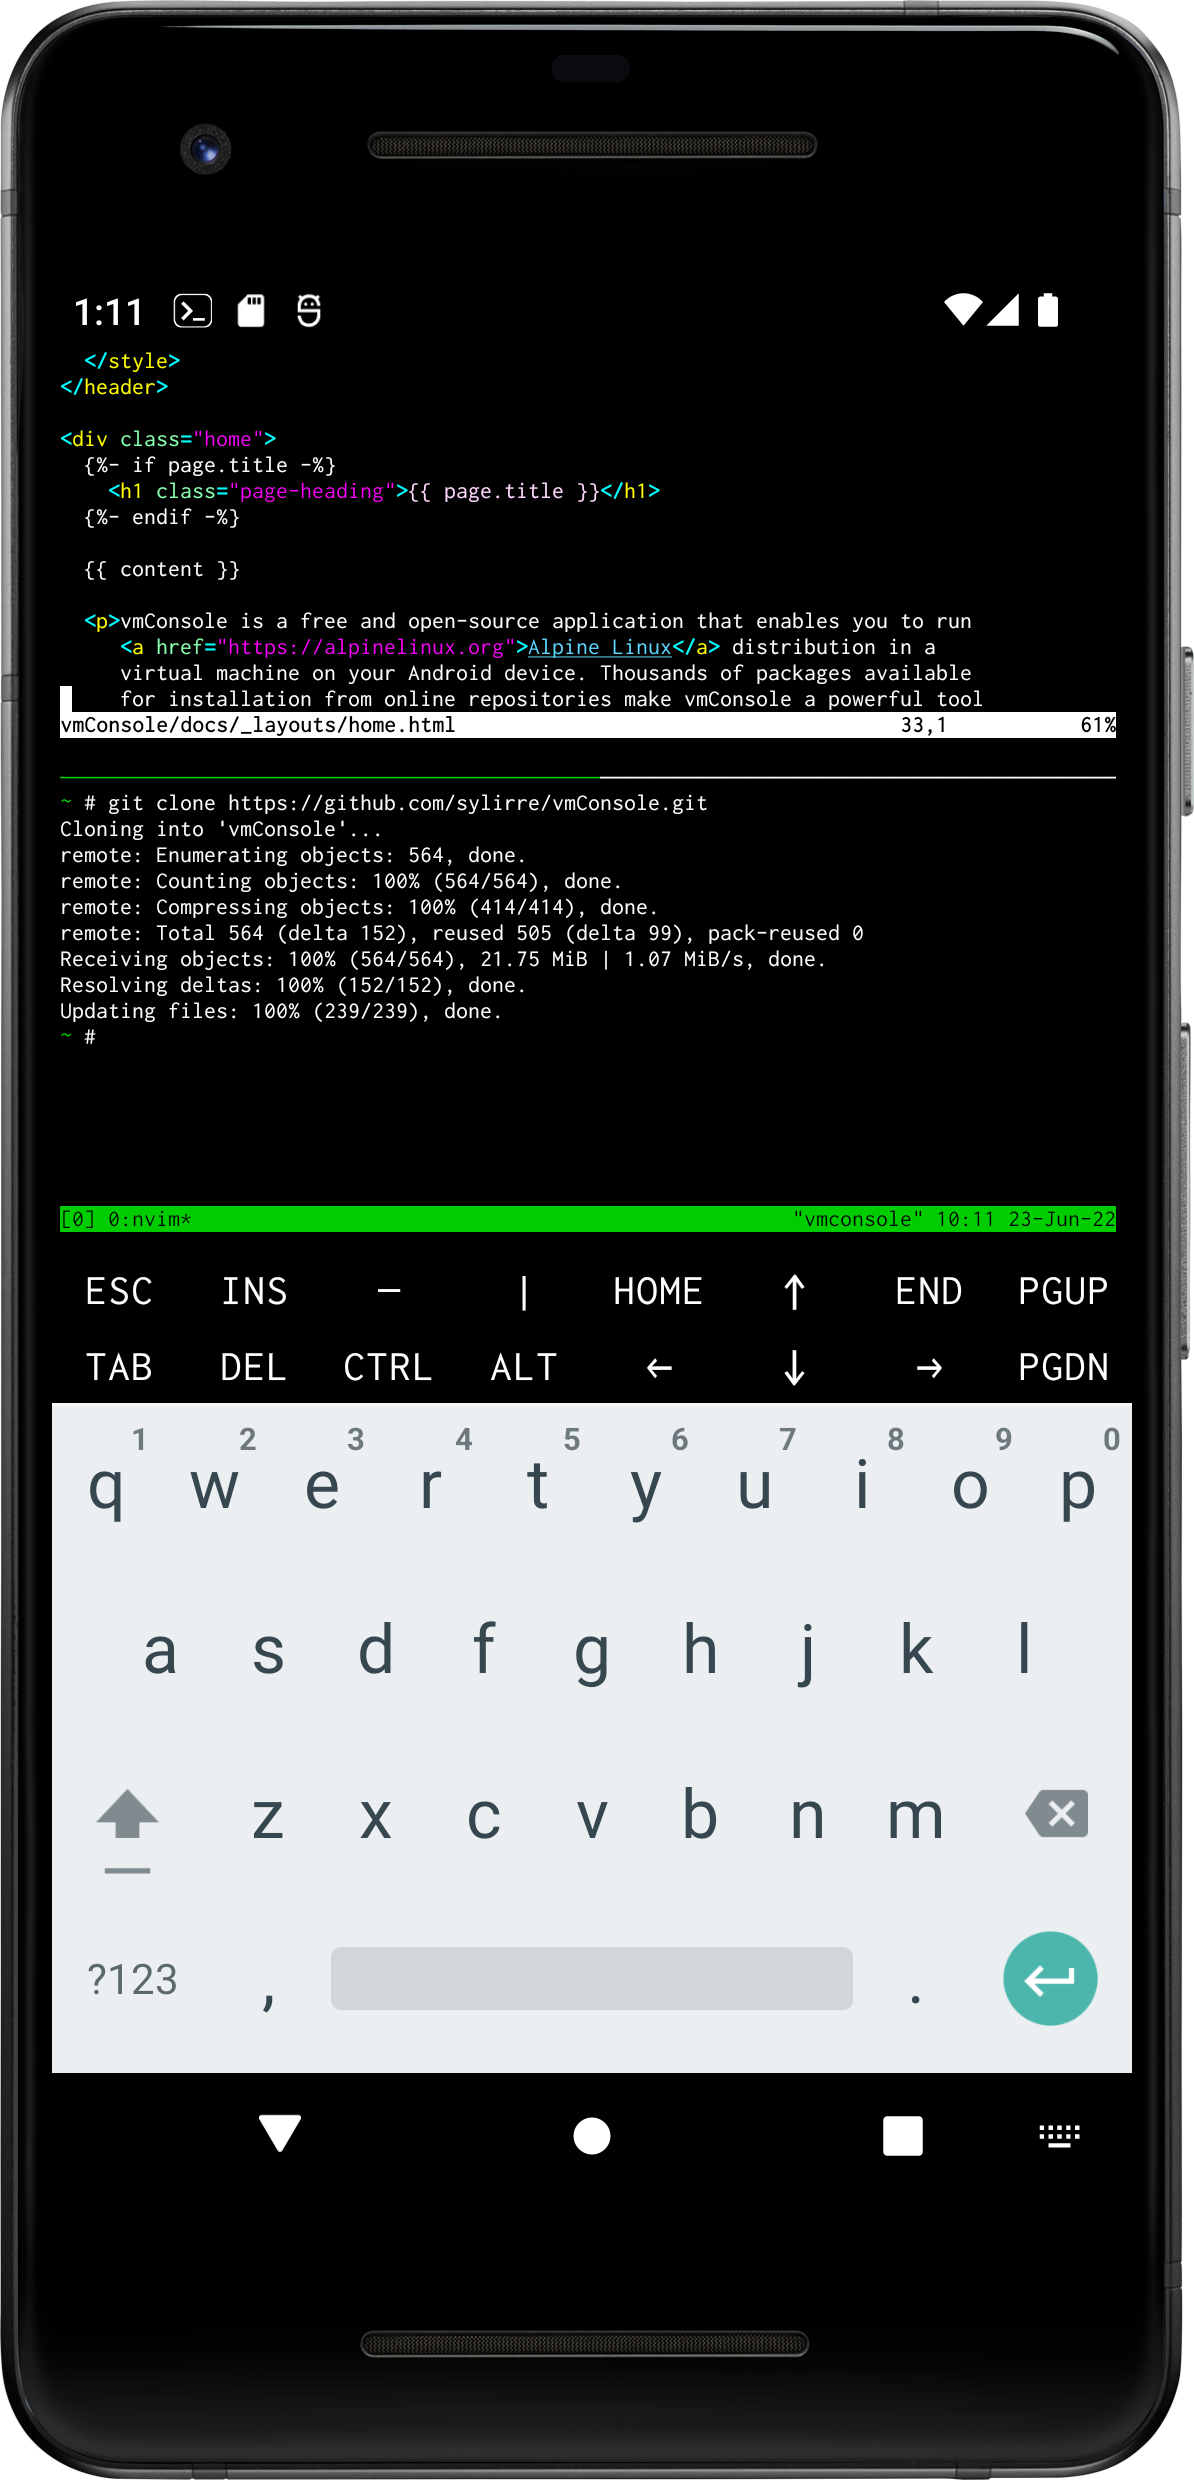 1:11
  </style>
</header>
<div class="home">
  {%- if page.title -%}
    <h1 class="page-heading">{{ page.title }}</h1>
  {%- endif -%}
  {{ content }}
  <p>vmConsole is a free and open-source application that enables you to run
     <a href="https://alpinelinux.org">Alpine Linux</a> distribution in a
     virtual machine on your Android device. Thousands of packages available
     for installation from online repositories make vmConsole a powerful tool
vmConsole/docs/_layouts/home.html 33,1 61%
~ # git clone https://github.com/sylirre/vmConsole.git
Cloning into 'vmConsole'...
remote: Enumerating objects: 564, done.
remote: Counting objects: 100% (564/564), done.
remote: Compressing objects: 100% (414/414), done.
remote: Total 564 (delta 152), reused 505 (delta 99), pack-reused 0
Receiving objects: 100% (564/564), 21.75 MiB | 1.07 MiB/s, done.
Resolving deltas: 100% (152/152), done.
Updating files: 100% (239/239), done.
~ #
[0] 0:nvim* "vmconsole" 10:11 23-Jun-22
ESC INS — | HOME ↑ END PGUP
TAB DEL CTRL ALT ← ↓ → PGDN
1 2 3 4 5 6 7 8 9 0
q w e r t y u i o p
a s d f g h j k l
z x c v b n m
?123 , .